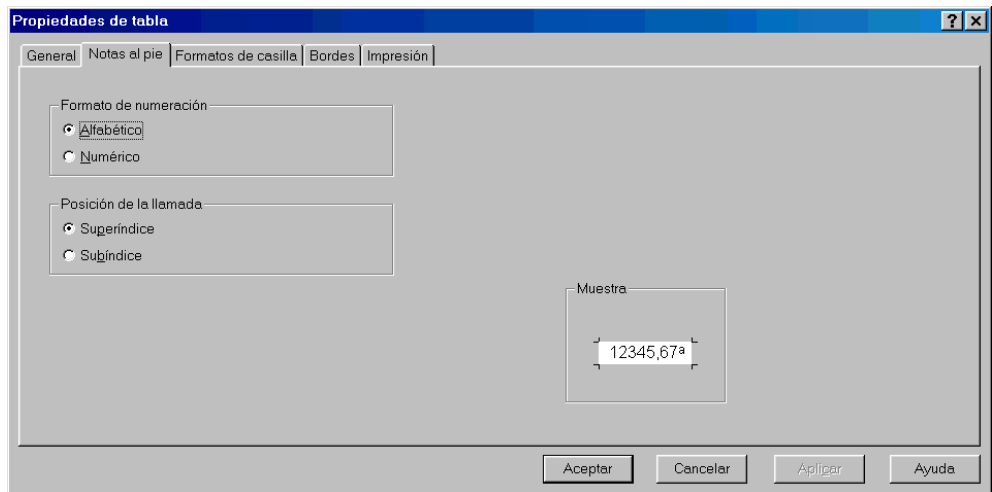 Propiedades de tabla
General Notas al pie Formatos de casilla Bordes Impresión
Formato de numeración
Alfabético
Numérico
Posición de la llamada
Superíndice
Subíndice
Muestra
12345,67ª
Aceptar Cancelar Aplicar Ayuda